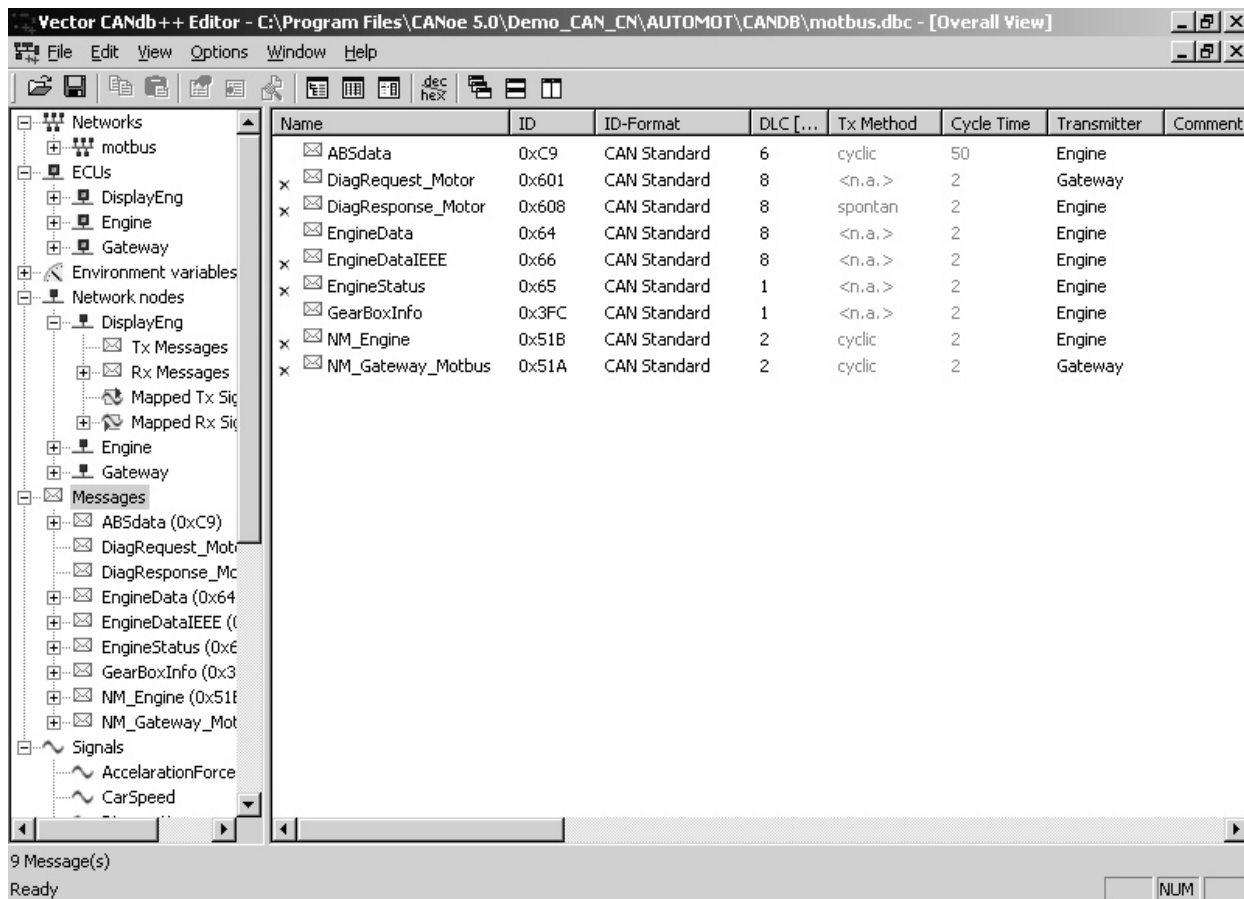 Vector CANdb++ Editor - C:\Program Files\CANoe 5.0\Demo_CAN_CN\AUTOMOT\CANDB\motbus.dbc - [Overall View]
File Edit View Options Window Help
dec
hex
Networks
motbus
ECUs
DisplayEng
Engine
Gateway
Environment variables
Network nodes
DisplayEng
Tx Messages
Rx Messages
Mapped Tx Sig
Mapped Rx Sig
Engine
Gateway
Messages
ABSdata (0xC9)
DiagRequest_Moto
DiagResponse_Mo
EngineData (0x64
EngineDataIEEE (0
EngineStatus (0x6
GearBoxInfo (0x3
NM_Engine (0x51B
NM_Gateway_Mot
Signals
AccelarationForce
CarSpeed
Name ID ID-Format DLC [... Tx Method Cycle Time Transmitter Comment
ABSdata 0xC9 CAN Standard 6 cyclic 50 Engine
DiagRequest_Motor 0x601 CAN Standard 8 <n.a.> 2 Gateway
DiagResponse_Motor 0x608 CAN Standard 8 spontan 2 Engine
EngineData 0x64 CAN Standard 8 <n.a.> 2 Engine
EngineDataIEEE 0x66 CAN Standard 8 <n.a.> 2 Engine
EngineStatus 0x65 CAN Standard 1 <n.a.> 2 Engine
GearBoxInfo 0x3FC CAN Standard 1 <n.a.> 2 Engine
NM_Engine 0x51B CAN Standard 2 cyclic 2 Engine
NM_Gateway_Motbus 0x51A CAN Standard 2 cyclic 2 Gateway
9 Message(s)
Ready NUM